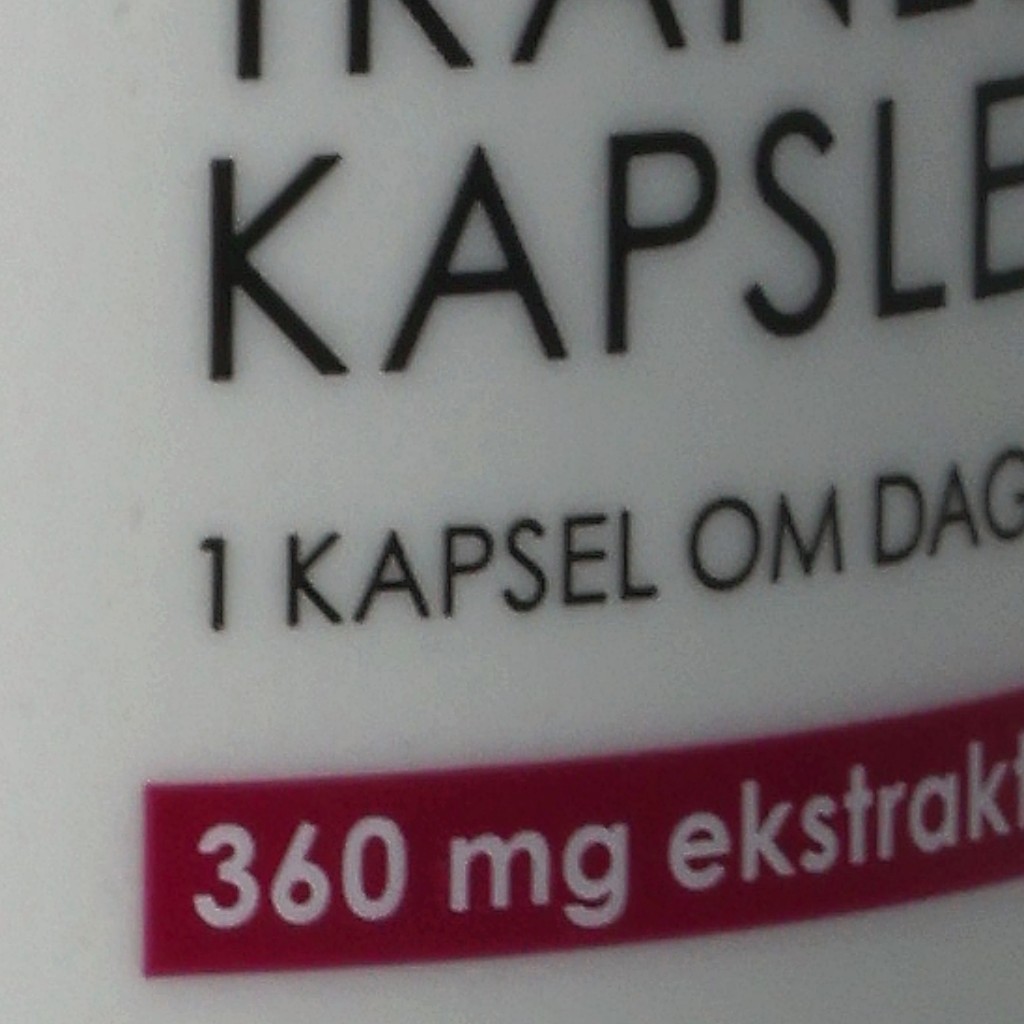 KAPSLE
1 KAPSEL OM DAG
360 mg ekstrakt